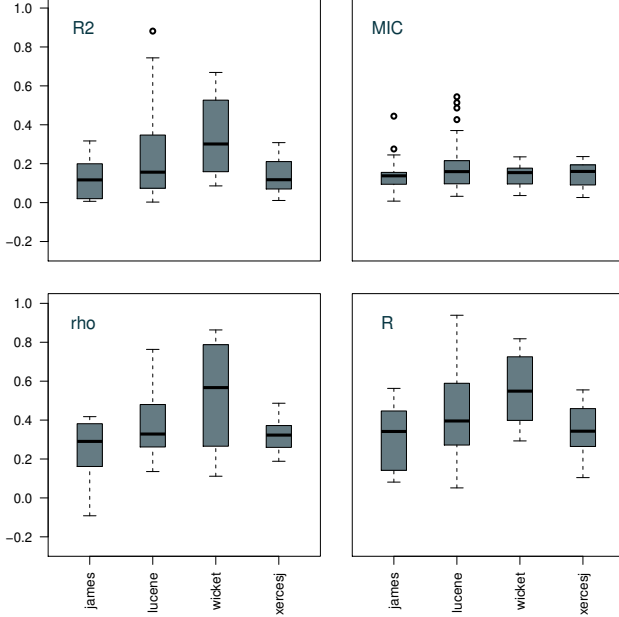 R2
MIC
1.0
0.8
0.6
0.4
0.2
0.0
−0.2
rho
R
1.0
0.8
0.6
0.4
0.2
0.0
−0.2
james
lucene
wicket
xercesj
james
lucene
wicket
xercesj